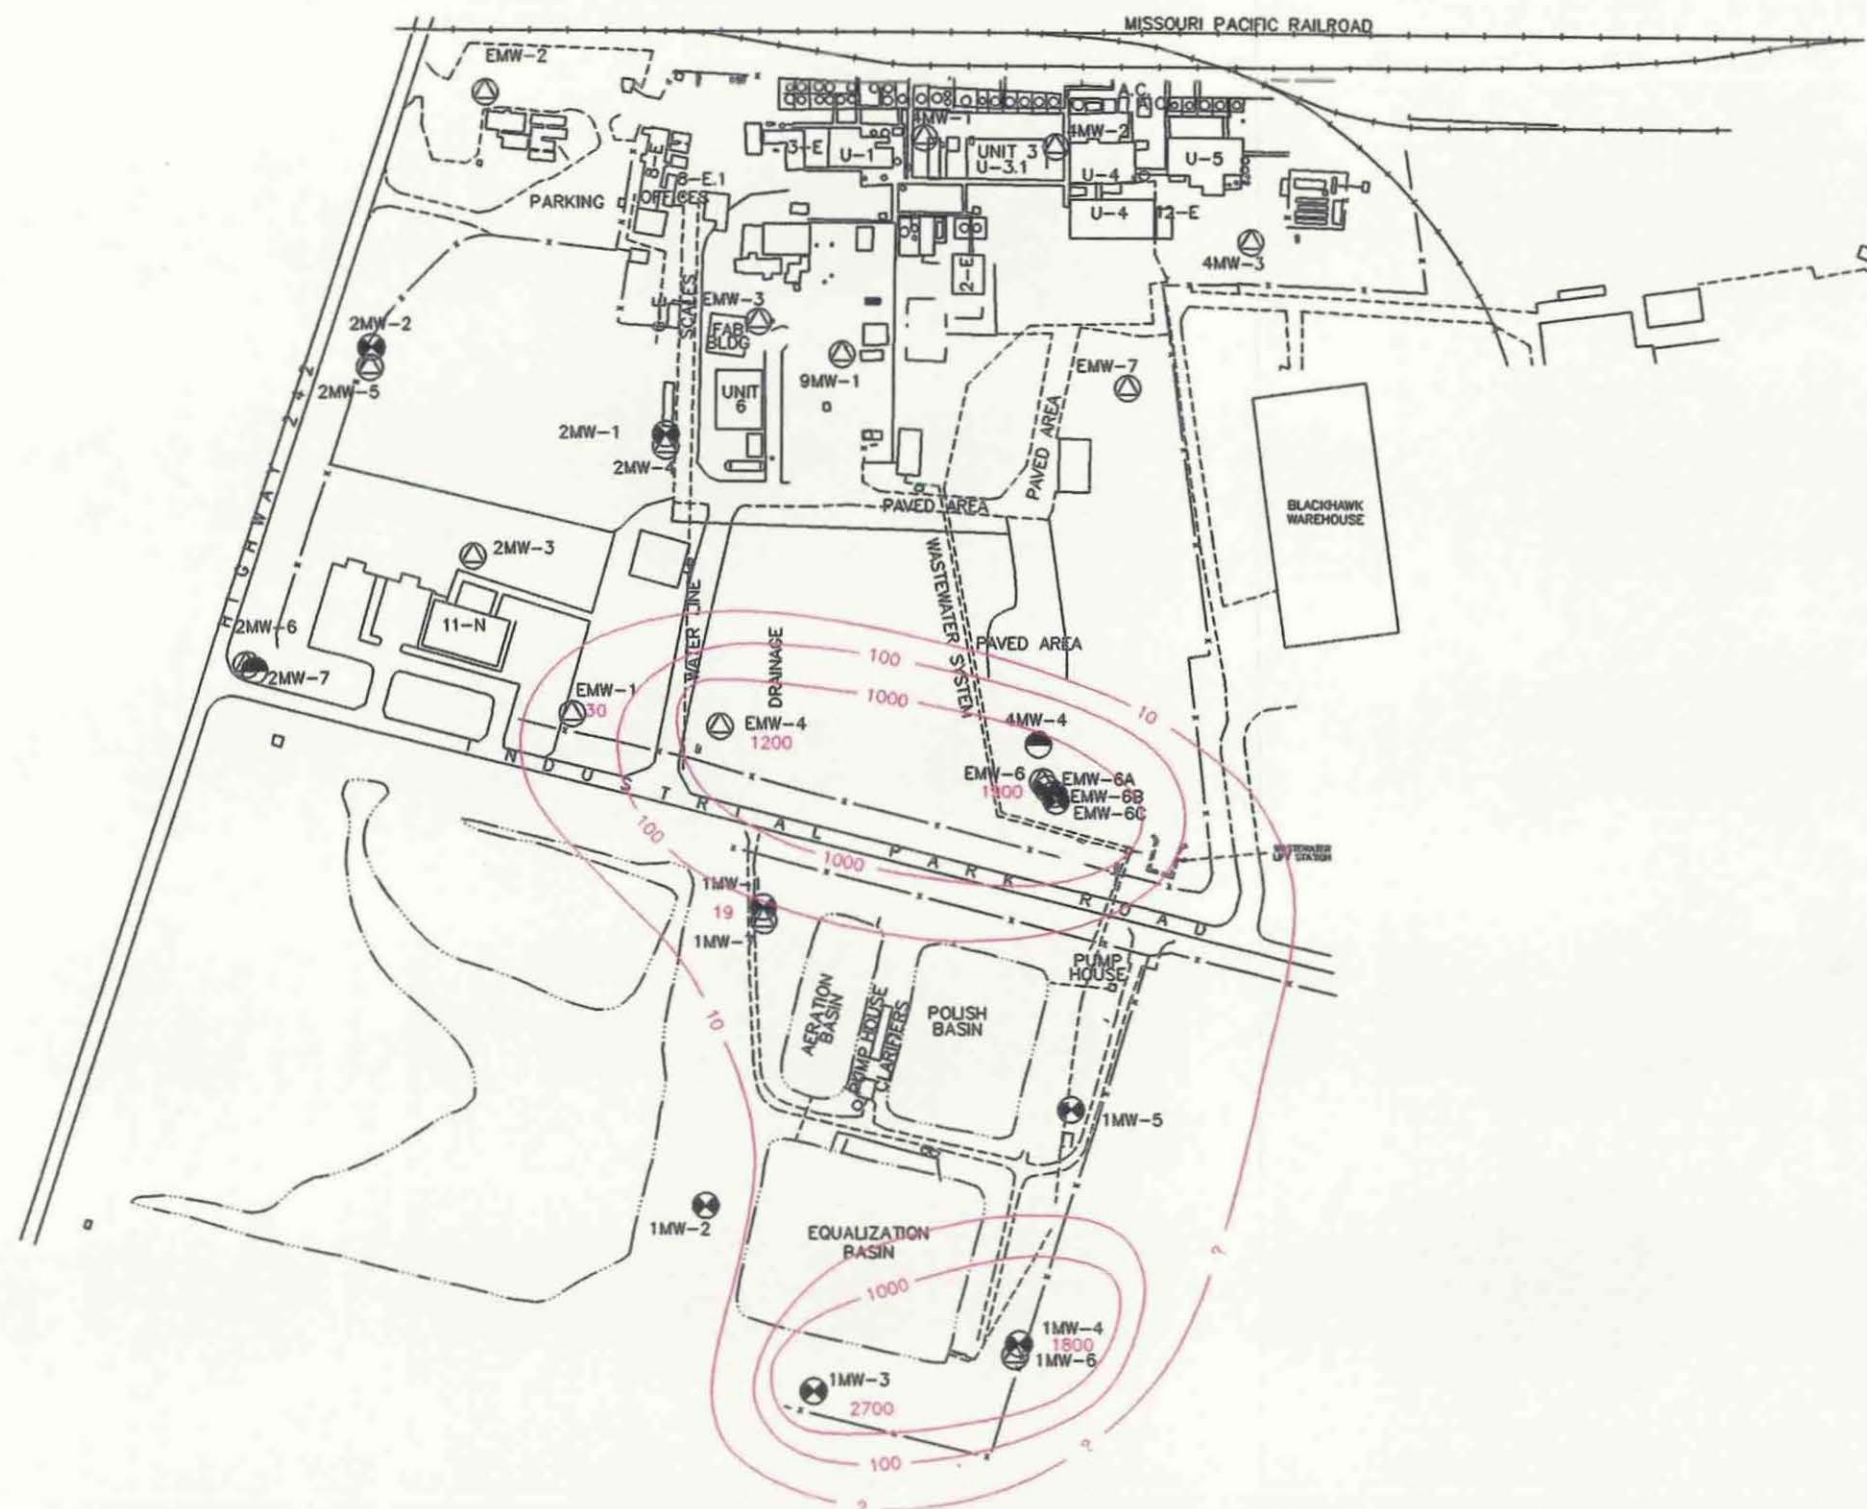 MISSOURI PACIFIC RAILROAD
EMW-2
A.C.
4MW-1
4MW-2
3-E
U-1
UNIT 3
U-3.1
U-4
U-5
8-E
8-E.1
OFFICES
PARKING
U-4
12-E
4MW-3
2-E
SCALES
EMW-3
FAB
BLDG
2MW-2
2MW-5
9MW-1
EMW-7
UNIT
6
PAVED AREA
2MW-1
2MW-4
HIGHWAY 242
PAVED AREA
BLACKHAWK
WAREHOUSE
2MW-3
WATER LINE
WASTEWATER SYSTEM
11-N
2MW-6
2MW-7
DRAINAGE
PAVED AREA
100
1000
10
EMW-1
30
EMW-4
1200
4MW-4
EMW-6
EMW-6A
EMW-6B
EMW-6C
INDUSTRIAL PARK ROAD
100
1000
WASTEWATER
LIFT STATION
19
PUMP
HOUSE
10
AERATION
BASIN
PUMP HOUSE
CLARIFIERS
POLISH
BASIN
1MW-5
1MW-2
EQUALIZATION
BASIN
?
1000
1MW-4
1800
1MW-6
1MW-3
2700
?
100
?